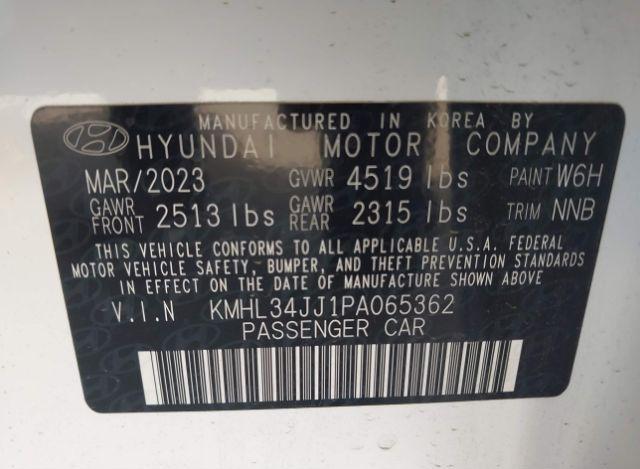 MANUFACTURED IN KOREA BY
HYUNDAI MOTOR COMPANY
MAR/2023 GVWR 4519 lbs PAINT W6H
GAWR FRONT 2513 lbs GAWR REAR 2315 lbs TRIM NNB
THIS VEHICLE CONFORMS TO ALL APPLICABLE U.S.A. FEDERAL
MOTOR VEHICLE SAFETY, BUMPER, AND THEFT PREVENTION STANDARDS
IN EFFECT ON THE DATE OF MANUFACTURE SHOWN ABOVE
V.I.N KMHL34JJ1PA065362
PASSENGER CAR